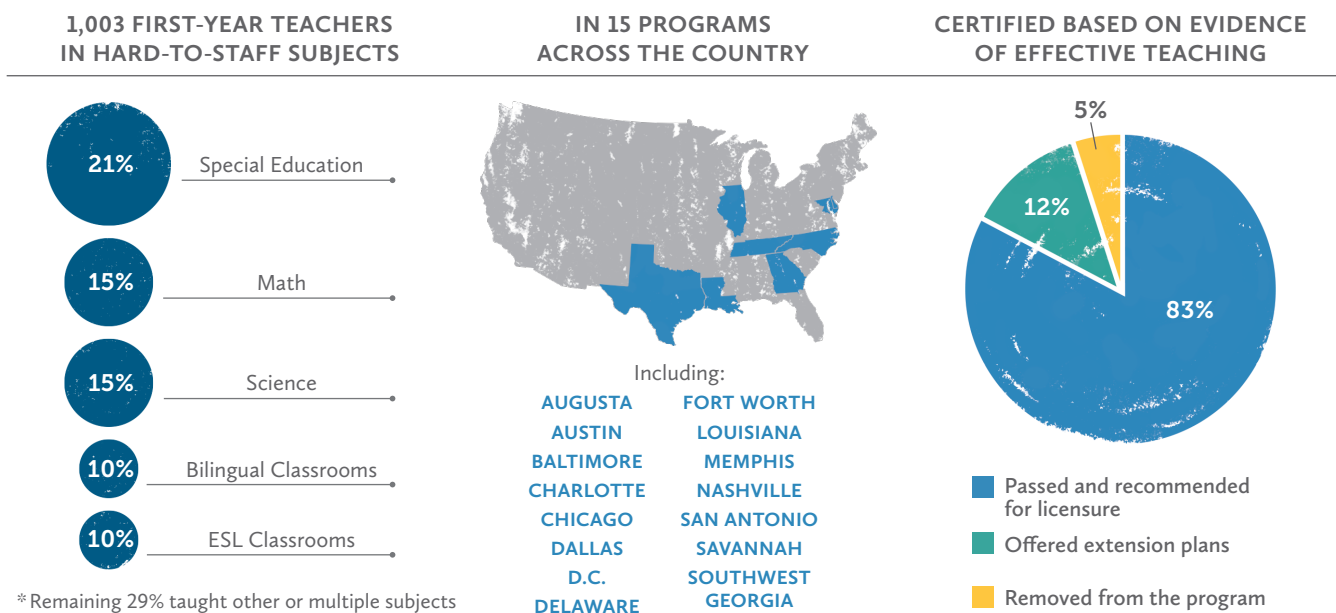 1,003 FIRST-YEAR TEACHERS
IN HARD-TO-STAFF SUBJECTS
21%
Special Education
15%
Math
15%
Science
10%
Bilingual Classrooms
10%
ESL Classrooms
* Remaining 29% taught other or multiple subjects
IN 15 PROGRAMS
ACROSS THE COUNTRY
Including:
AUGUSTA
AUSTIN
BALTIMORE
CHARLOTTE
CHICAGO
DALLAS
D.C.
DELAWARE
FORT WORTH
LOUISIANA
MEMPHIS
NASHVILLE
SAN ANTONIO
SAVANNAH
SOUTHWEST
GEORGIA
CERTIFIED BASED ON EVIDENCE
OF EFFECTIVE TEACHING
5%
12%
83%
Passed and recommended
for licensure
Offered extension plans
Removed from the program